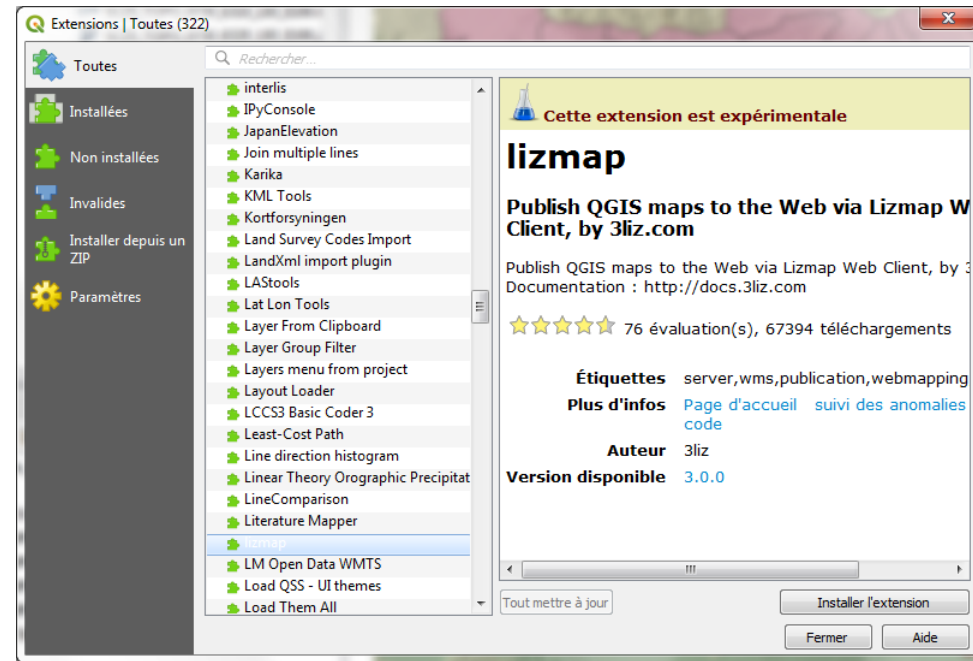 Extensions | Toutes (322)
Toutes
Installées
Non installées
Invalides
Installer depuis un
ZIP
Paramètres
Rechercher...
interlis
IPyConsole
JapanElevation
Join multiple lines
Karika
KML Tools
Kortforsyningen
Land Survey Codes Import
LandXml import plugin
LAStools
Lat Lon Tools
Layer From Clipboard
Layer Group Filter
Layers menu from project
Layout Loader
LCCS3 Basic Coder 3
Least-Cost Path
Line direction histogram
Linear Theory Orographic Precipitat
LineComparison
Literature Mapper
lizmap
LM Open Data WMTS
Load QSS - UI themes
Load Them All
Cette extension est expérimentale
lizmap
Publish QGIS maps to the Web via Lizmap W
Client, by 3liz.com
Publish QGIS maps to the Web via Lizmap Web Client, by 3
Documentation : http://docs.3liz.com
76 évaluation(s), 67394 téléchargements
Étiquettes server,wms,publication,webmapping
Plus d'infos Page d'accueil suivi des anomalies
code
Auteur 3liz
Version disponible 3.0.0
Tout mettre à jour
Installer l'extension
Fermer
Aide